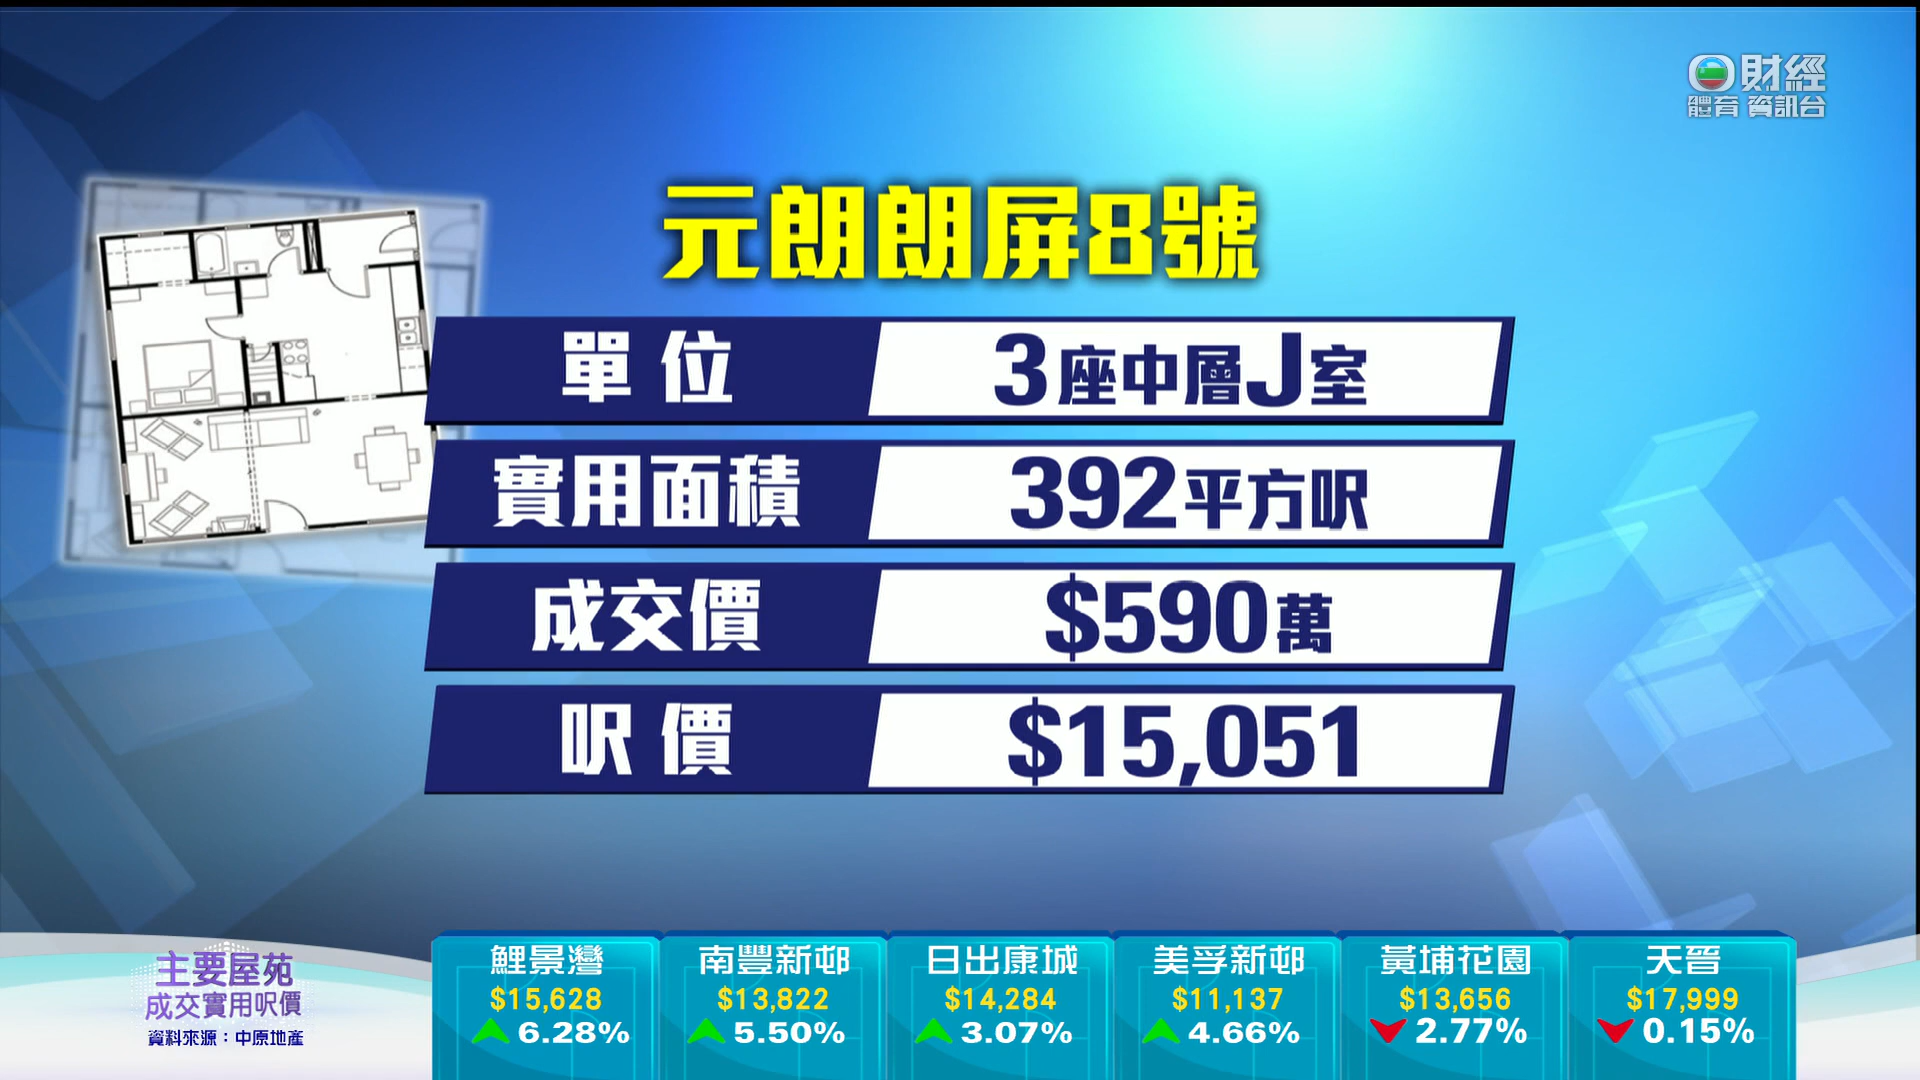 財經
體育 資訊台
元朗朗屏8號
單位 3座中層J室
實用面積 392平方呎
成交價 $590萬
呎價 $15,051
主要屋苑
成交實用呎價
資料來源：中原地產
鯉景灣
$15,628
6.28%
南豐新邨
$13,822
5.50%
日出康城
$14,284
3.07%
美孚新邨
$11,137
4.66%
黃埔花園
$13,656
2.77%
天晉
$17,999
0.15%